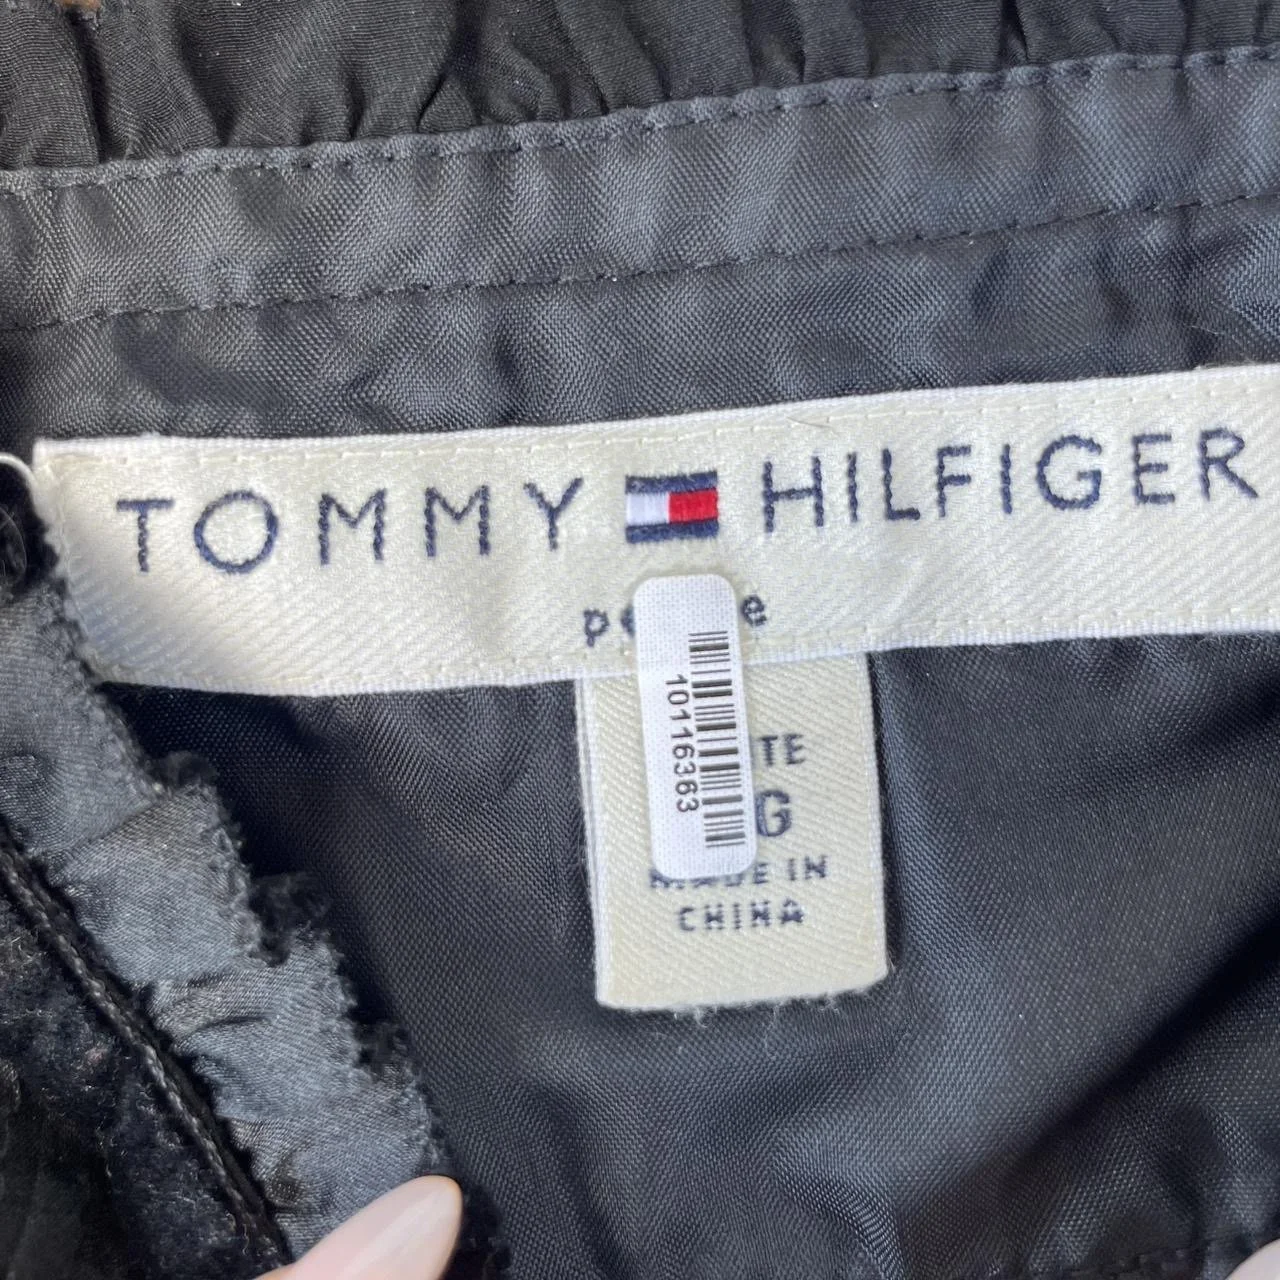 TOMMY HILFIGER
10116363
MADE IN
CHINA